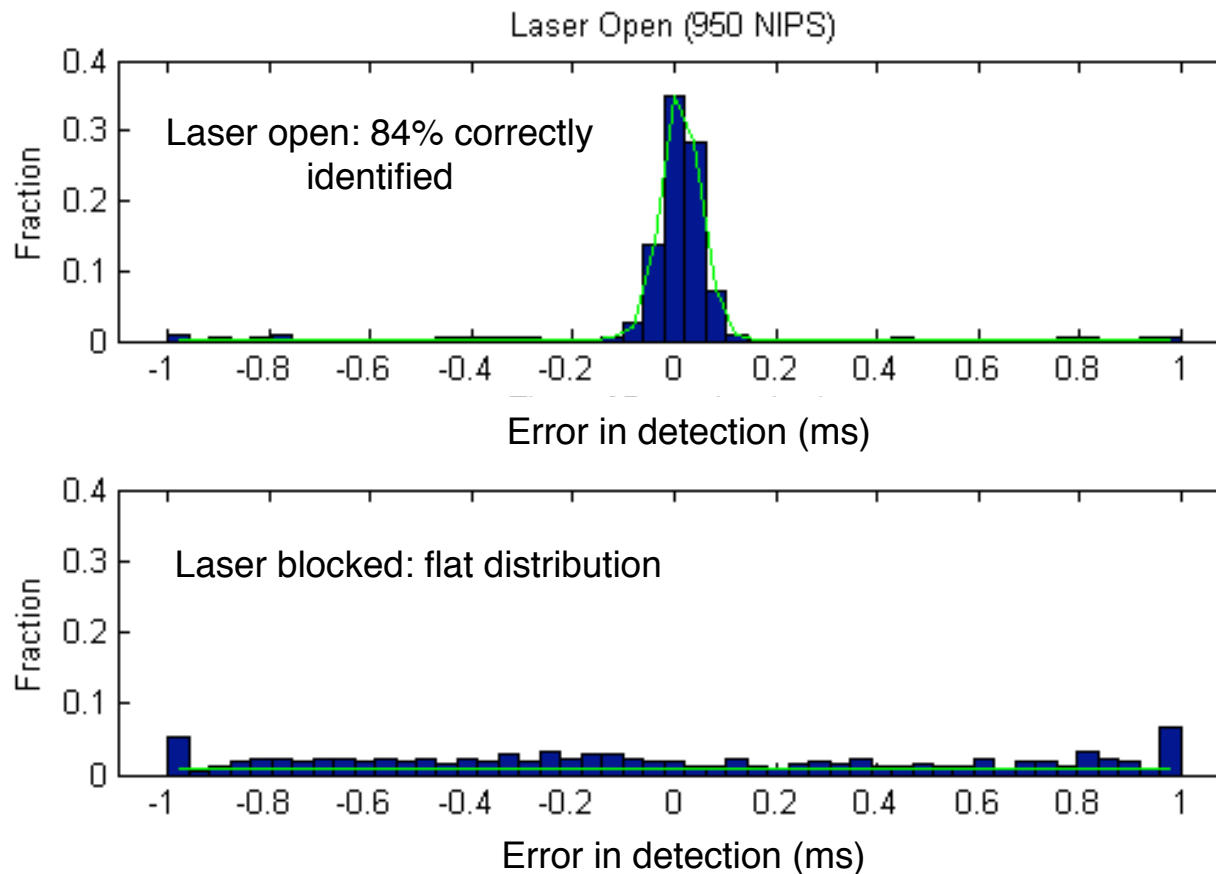 Laser Open (950 NIPS)
0.4
0.3
0.2
0.1
0
Fraction
Laser open: 84% correctly
identified
-1 -0.8 -0.6 -0.4 -0.2 0 0.2 0.4 0.6 0.8 1
Error in detection (ms)
0.4
0.3
0.2
0.1
0
Fraction
Laser blocked: flat distribution
-1 -0.8 -0.6 -0.4 -0.2 0 0.2 0.4 0.6 0.8 1
Error in detection (ms)